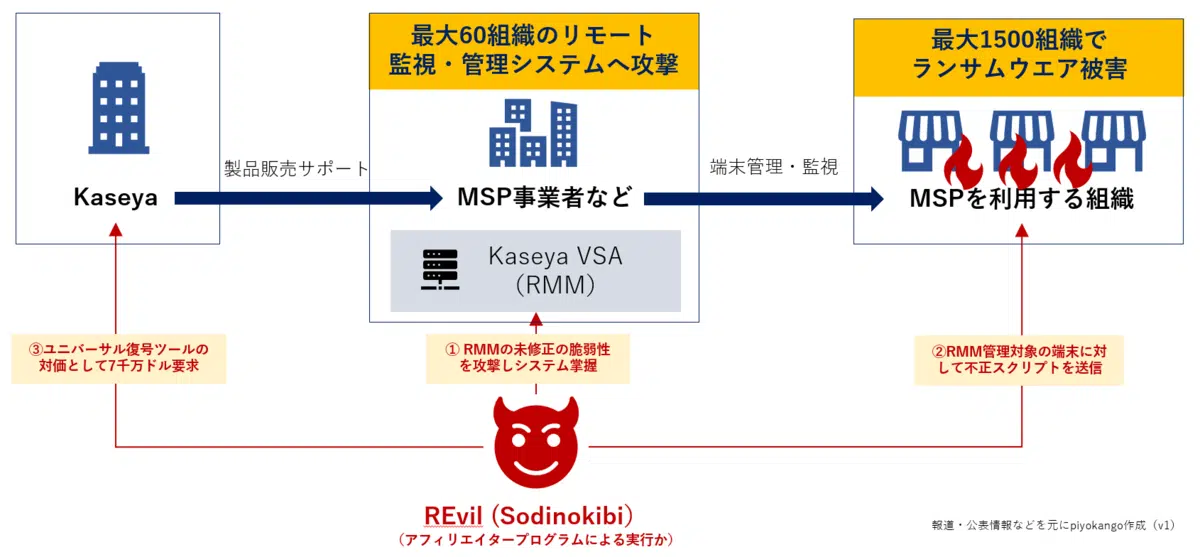 最大60組織のリモート
監視・管理システムへ攻撃
最大1500組織で
ランサムウエア被害
製品販売サポート
端末管理・監視
Kaseya
MSP事業者など
MSPを利用する組織
Kaseya VSA
（RMM）
③ユニバーサル復号ツールの
対価として7千万ドル要求
① RMMの未修正の脆弱性
を攻撃しシステム掌握
②RMM管理対象の端末に対
して不正スクリプトを送信
REvil (Sodinokibi)
（アフィリエイタープログラムによる実行か）
報道・公表情報などを元にpiyokango作成（v1）